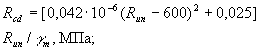 R_cd = [0,042·10⁻⁶ (R_un − 600)² + 0,025]
R_un / γ_m, МПа;